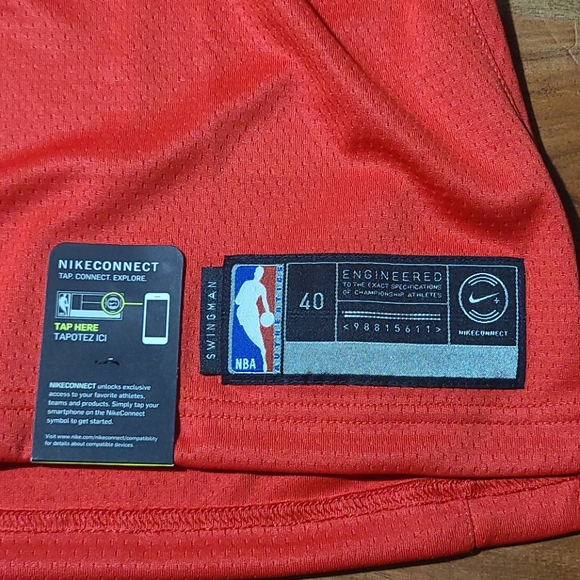 NIKECONNECT
TAP. CONNECT. EXPLORE.
TAP HERE
TAPOTEZ ICI
NIKECONNECT unlocks exclusive
access to your favorite athletes,
teams and products. Simply tap your
smartphone on the NikeConnect
symbol to get started.
Visit www.nike.com/nikeconnect/compatibility
for details about compatible devices.
SWINGMAN
NBA
AUTHENTICS
40
ENGINEERED
TO THE EXACT SPECIFICATIONS
OF CHAMPIONSHIP ATHLETES
<98815611>
NIKECONNECT